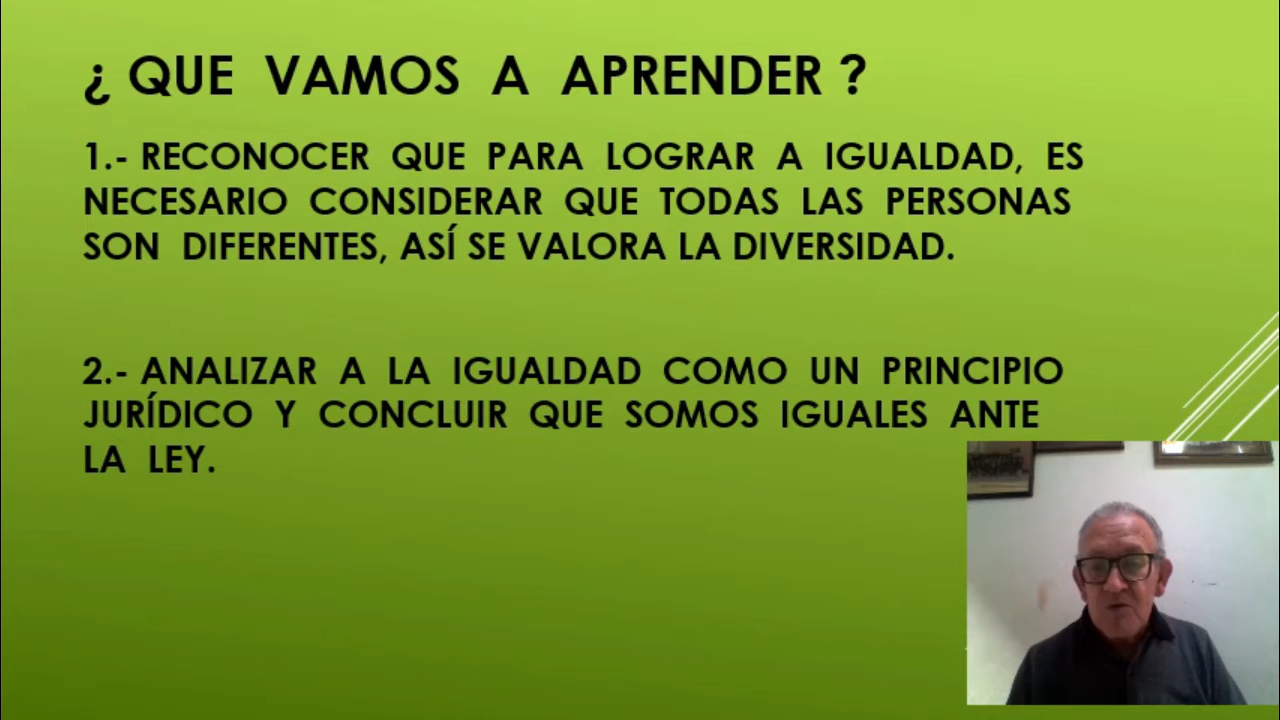 ¿ QUE VAMOS A APRENDER ?
1.- RECONOCER QUE PARA LOGRAR A IGUALDAD, ES
NECESARIO CONSIDERAR QUE TODAS LAS PERSONAS
SON DIFERENTES, ASÍ SE VALORA LA DIVERSIDAD.
2.- ANALIZAR A LA IGUALDAD COMO UN PRINCIPIO
JURÍDICO Y CONCLUIR QUE SOMOS IGUALES ANTE
LA LEY.